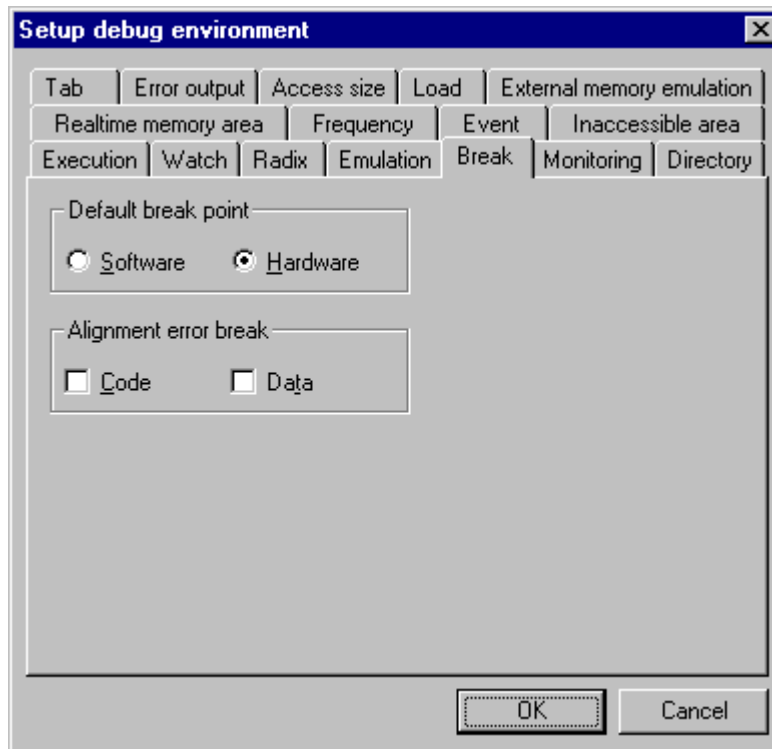 Setup debug environment
Tab Error output Access size Load External memory emulation
Realtime memory area Frequency Event Inaccessible area
Execution Watch Radix Emulation Break Monitoring Directory
Default break point
Software Hardware
Alignment error break
Code Data
OK Cancel